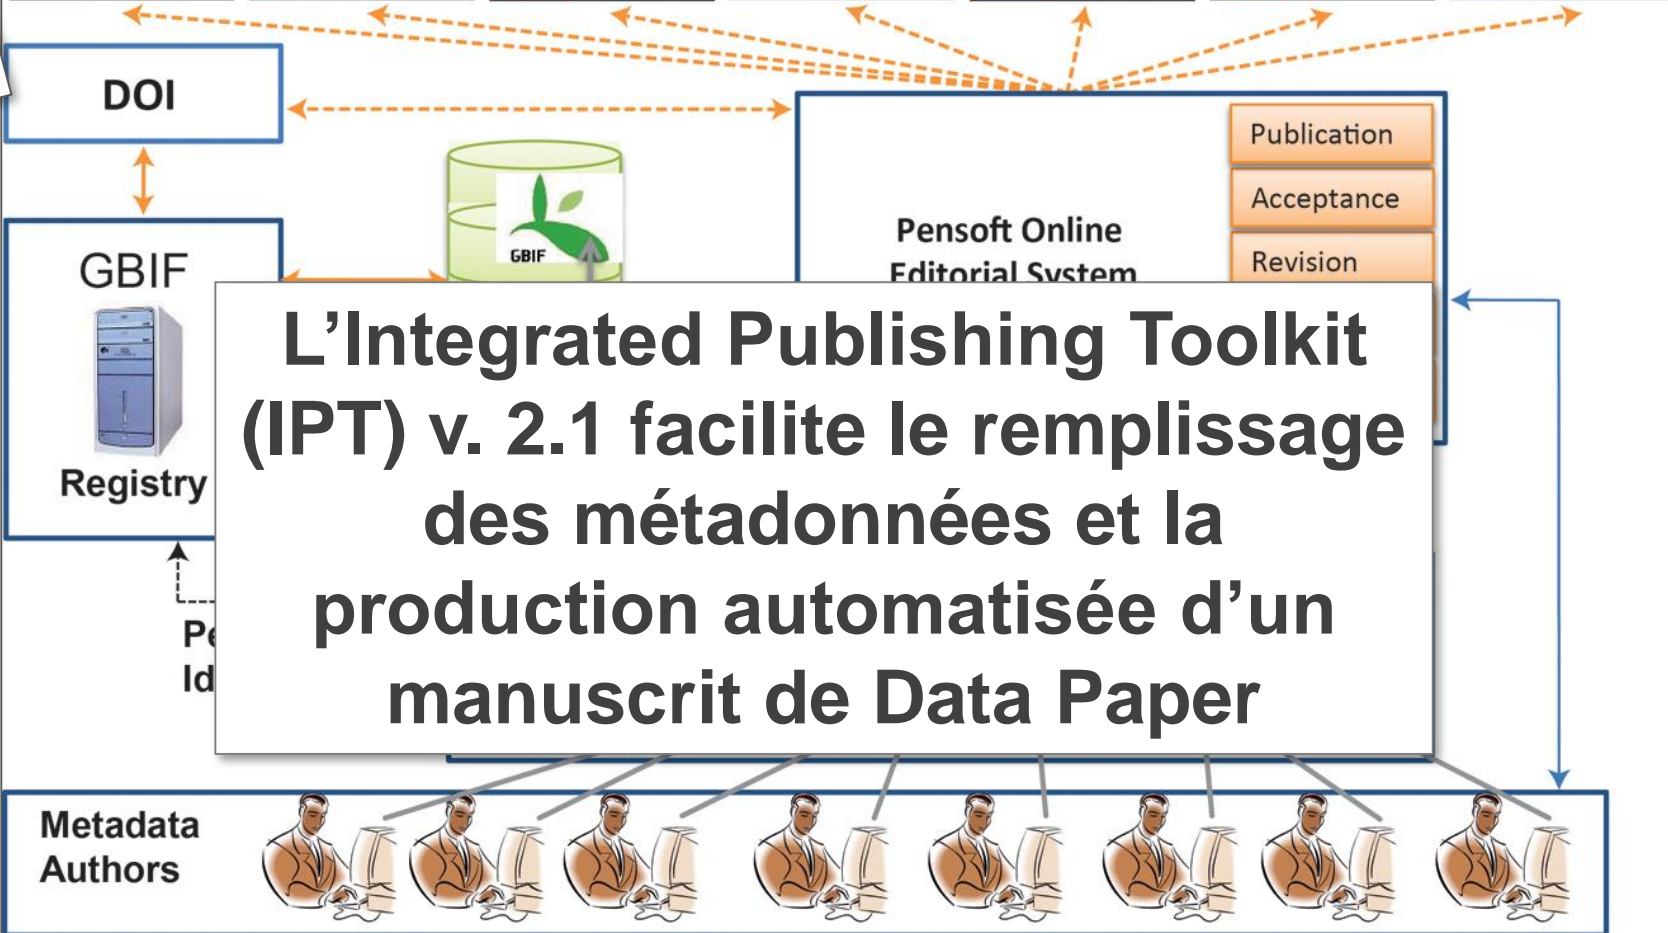 DOI
GBIF
Registry
GBIF
Pensoft Online
Editorial System
Publication
Acceptance
Revision
L’Integrated Publishing Toolkit
(IPT) v. 2.1 facilite le remplissage
des métadonnées et la
production automatisée d’un
manuscrit de Data Paper
Metadata
Authors